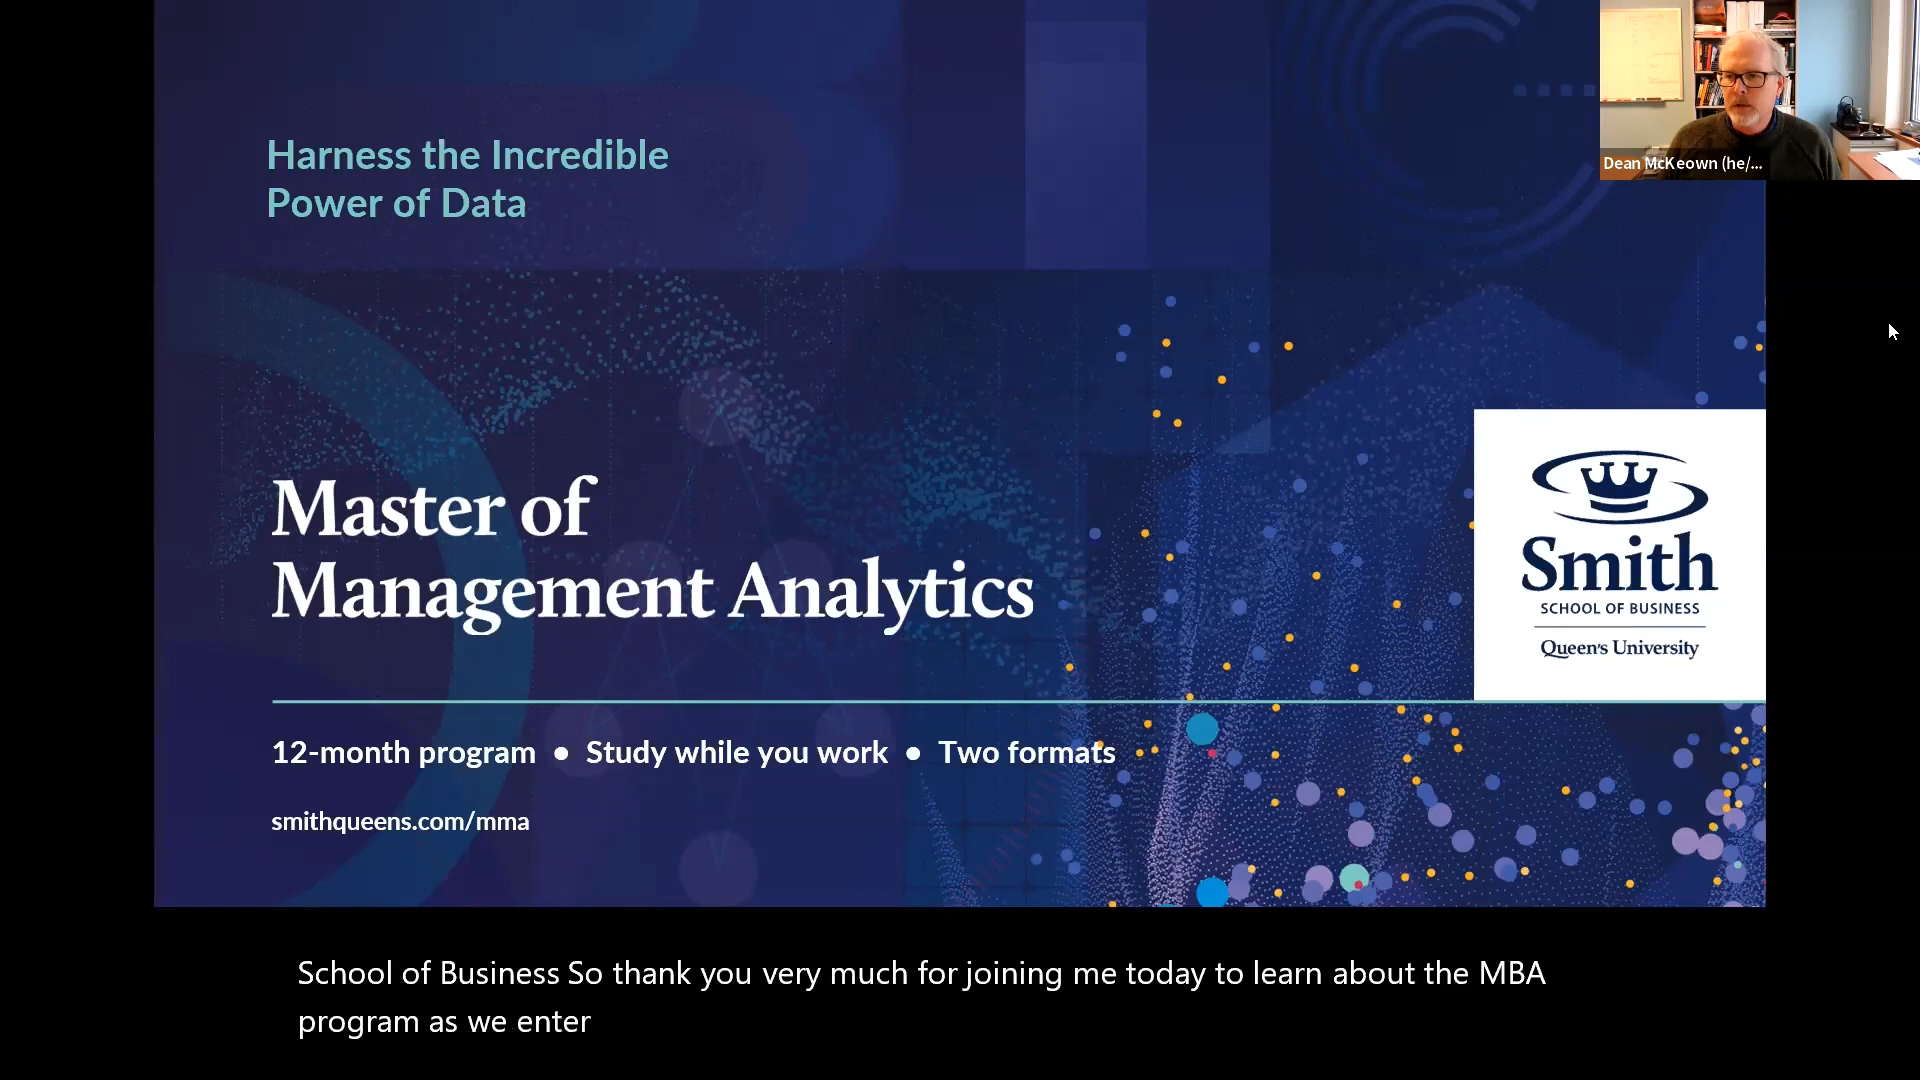 Harness the Incredible
Power of Data
Dean McKeown (he/...
Master of
Management Analytics
Smith
SCHOOL OF BUSINESS
Queen's University
12-month program ● Study while you work ● Two formats
smithqueens.com/mma
School of Business So thank you very much for joining me today to learn about the MBA
program as we enter